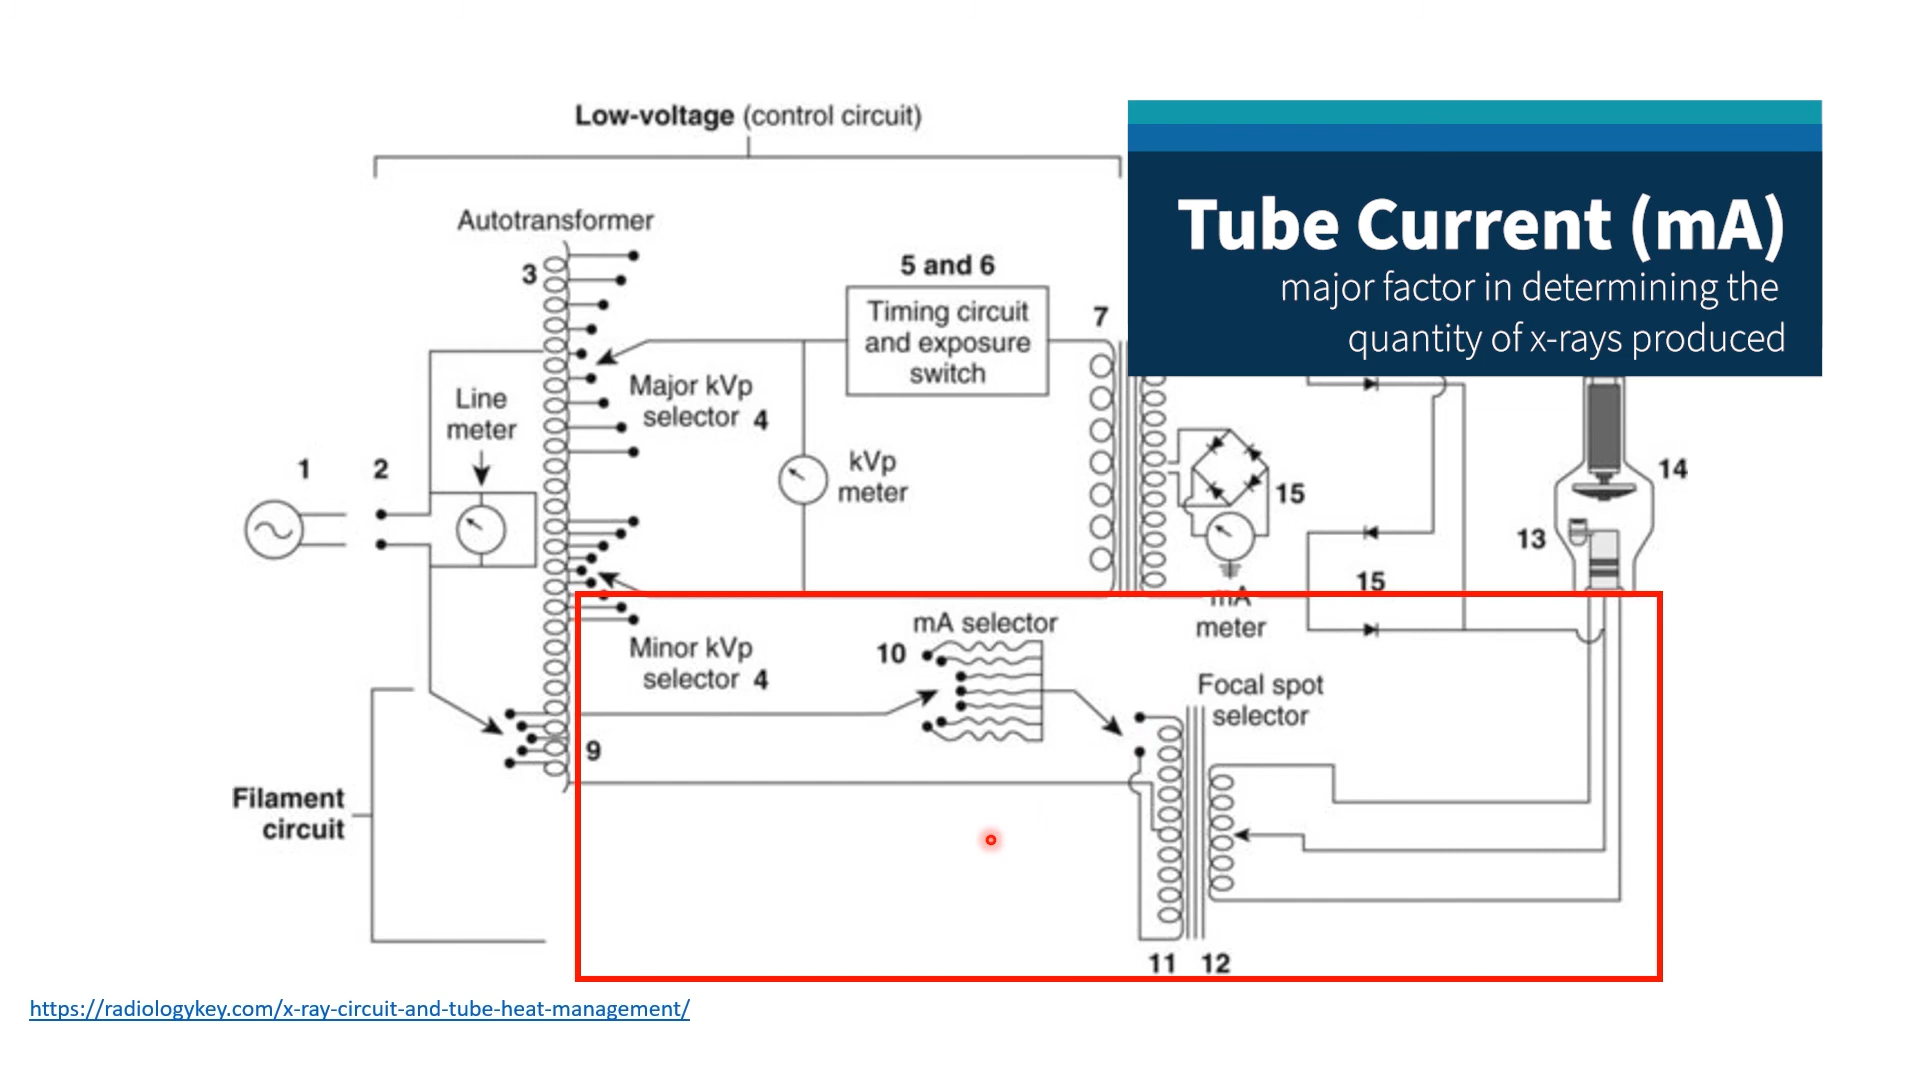 Low-voltage (control circuit)
Tube Current (mA)
major factor in determining the
quantity of x-rays produced
Autotransformer
3
5 and 6
Timing circuit
and exposure
switch
7
Major kVp
selector 4
Line
meter
kVp
meter
1
2
15
14
13
15
mA
meter
mA selector
10
Minor kVp
selector 4
Focal spot
selector
9
Filament
circuit
11
12
https://radiologykey.com/x-ray-circuit-and-tube-heat-management/